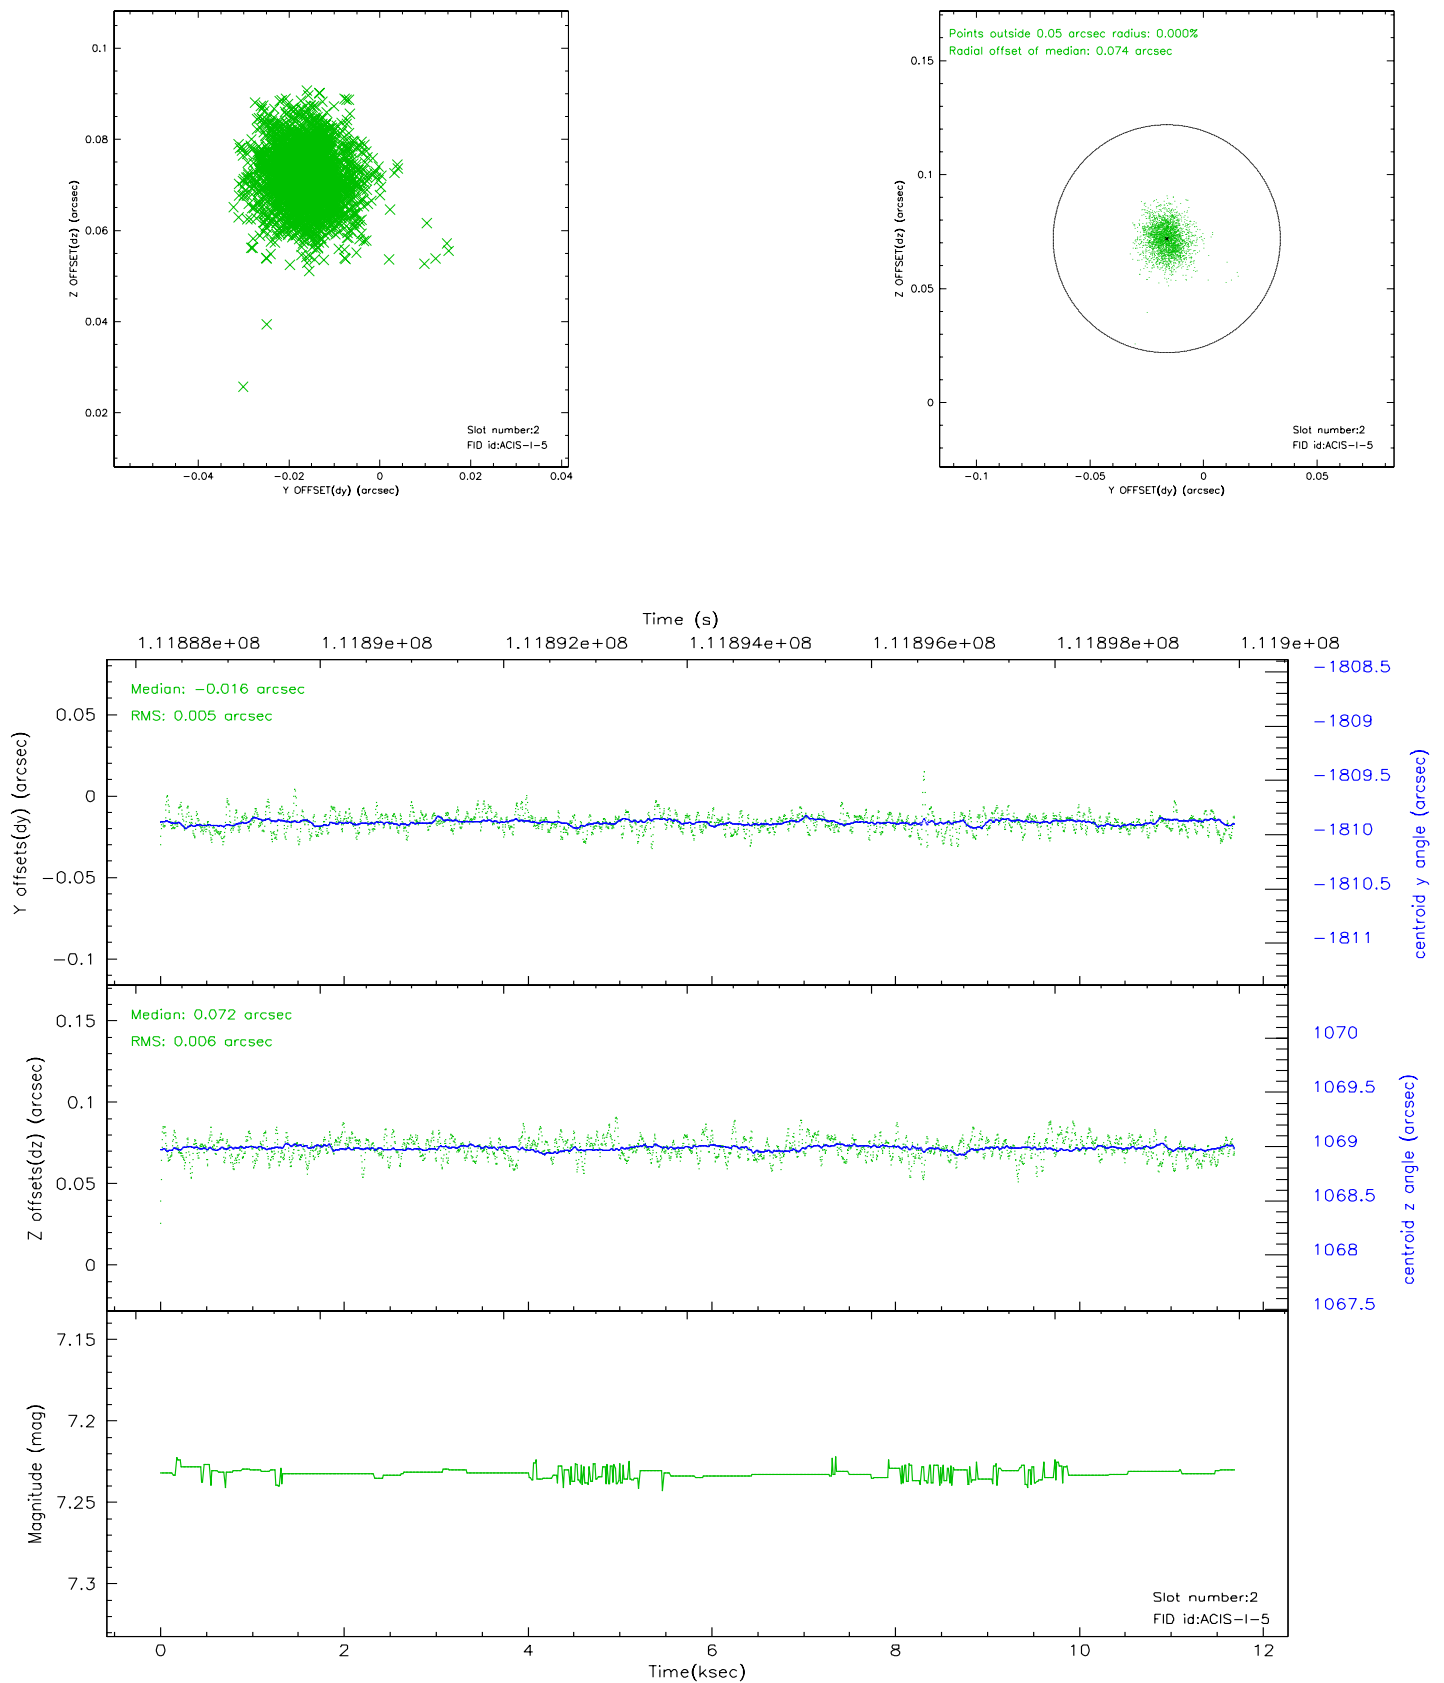 0.1
0.08
0.06
0.04
0.02
Z OFFSET(dz) (arcsec)
−0.04
−0.02
0
0.02
0.04
Y OFFSET(dy) (arcsec)
Slot number:2
FID id:ACIS−I−5
Points outside 0.05 arcsec radius: 0.000%
Radial offset of median: 0.074 arcsec
0.15
0.1
0.05
0
Z OFFSET(dz) (arcsec)
−0.1
−0.05
0
0.05
Y OFFSET(dy) (arcsec)
Slot number:2
FID id:ACIS−I−5
Time (s)
1.11888e+08
1.1189e+08
1.11892e+08
1.11894e+08
1.11896e+08
1.11898e+08
1.119e+08
Median: −0.016 arcsec
RMS: 0.005 arcsec
0.05
0
−0.05
−0.1
Y offsets(dy) (arcsec)
−1808.5
−1809
−1809.5
−1810
−1810.5
−1811
centroid y angle (arcsec)
Median: 0.072 arcsec
RMS: 0.006 arcsec
0.15
0.1
0.05
0
Z offsets(dz) (arcsec)
1070
1069.5
1069
1068.5
1068
1067.5
centroid z angle (arcsec)
7.15
7.2
7.25
7.3
Magnitude (mag)
Slot number:2
FID id:ACIS−I−5
0
2
4
6
8
10
12
Time(ksec)